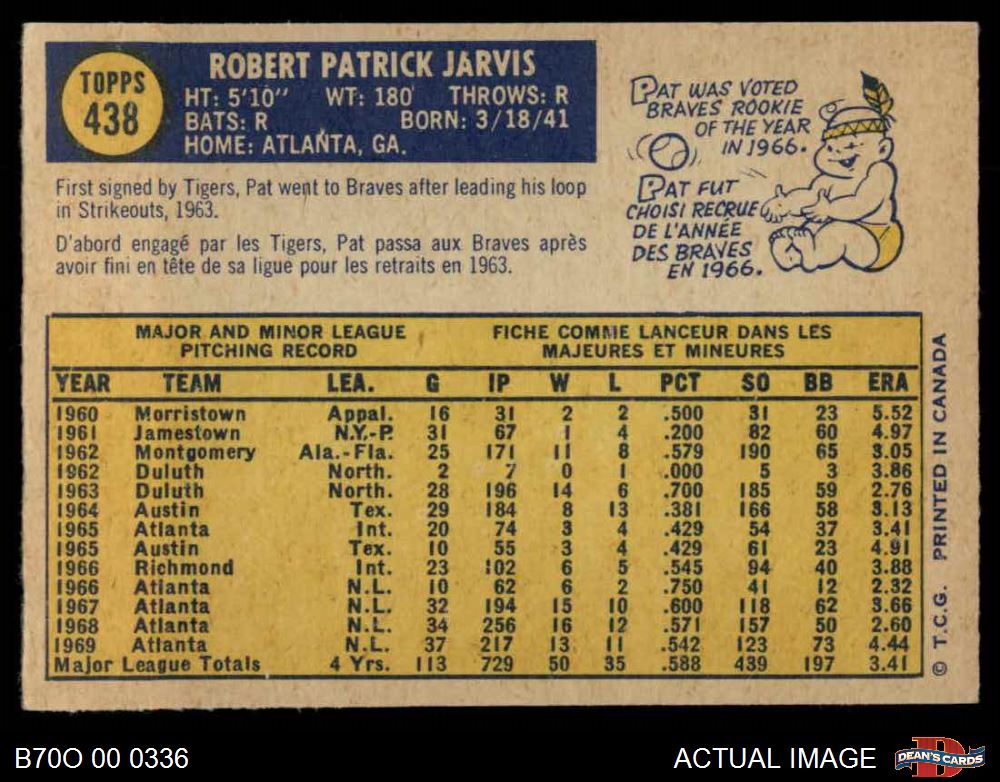 TOPPS
438
ROBERT PATRICK JARVIS
HT: 5'10" WT: 180 THROWS: R
BATS: R BORN: 3/18/41
HOME: ATLANTA, GA.
First signed by Tigers, Pat went to Braves after leading his loop
in Strikeouts, 1963.
D'abord engagé par les Tigers, Pat passa aux Braves après
avoir fini en tête de sa ligue pour les retraits en 1963.
PAT WAS VOTED
BRAVES ROOKIE
OF THE YEAR
IN 1966.
PAT FUT
CHOISI RECRUE
DE L'ANNÉE
DES BRAVES
EN 1966.
MAJOR AND MINOR LEAGUE
PITCHING RECORD
FICHE COMME LANCEUR DANS LES
MAJEURES ET MINEURES
YEAR TEAM LEA. G IP W L PCT SO BB ERA
1960 Morristown Appal. 16 31 2 2 .500 31 23 5.52
1961 Jamestown N.Y.-P. 31 67 1 4 .200 82 60 4.97
1962 Montgomery Ala.-Fla. 25 171 11 8 .579 190 65 3.05
1962 Duluth North. 2 7 0 1 .000 5 3 3.86
1963 Duluth North. 28 196 14 6 .700 185 59 2.76
1964 Austin Tex. 29 184 8 13 .381 166 58 3.13
1965 Atlanta Int. 20 74 3 4 .429 54 37 3.41
1965 Austin Tex. 10 55 3 4 .429 61 23 4.91
1966 Richmond Int. 23 102 6 5 .545 94 40 3.88
1966 Atlanta N.L. 10 62 6 2 .750 41 12 2.32
1967 Atlanta N.L. 32 194 15 10 .600 118 62 3.66
1968 Atlanta N.L. 34 256 16 12 .571 157 50 2.60
1969 Atlanta N.L. 37 217 13 11 .542 123 73 4.44
Major League Totals 4 Yrs. 113 729 50 35 .588 439 197 3.41
© T.C.G. PRINTED IN CANADA
B70O 00 0336
ACTUAL IMAGE
DEAN'S CARDS